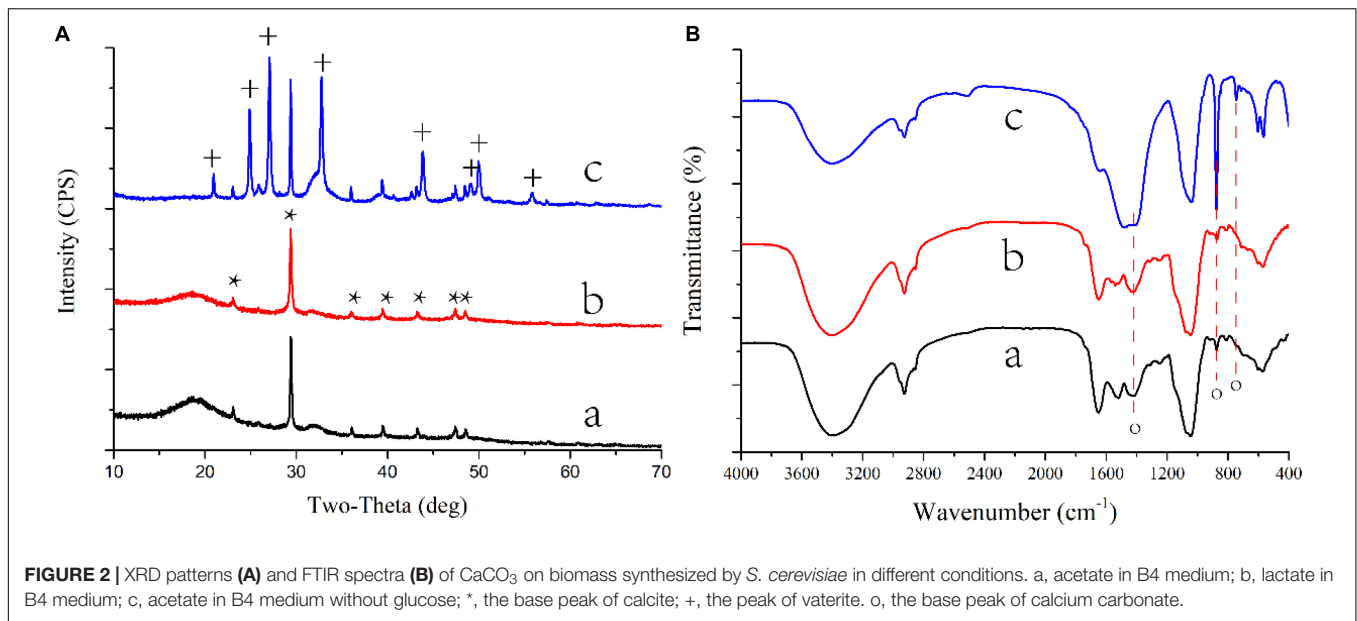 A
Intensity (CPS)
+ + + + + + + + +
c
*
* * * * * *
b
a
10 20 30 40 50 60 70
Two-Theta (deg)
B
Transmittance (%)
c
b
a
o o o
4000 3600 3200 2800 2400 2000 1600 1200 800 400
Wavenumber (cm⁻¹)
FIGURE 2 | XRD patterns (A) and FTIR spectra (B) of CaCO₃ on biomass synthesized by S. cerevisiae in different conditions. a, acetate in B4 medium; b, lactate in
B4 medium; c, acetate in B4 medium without glucose; *, the base peak of calcite; +, the peak of vaterite. o, the base peak of calcium carbonate.